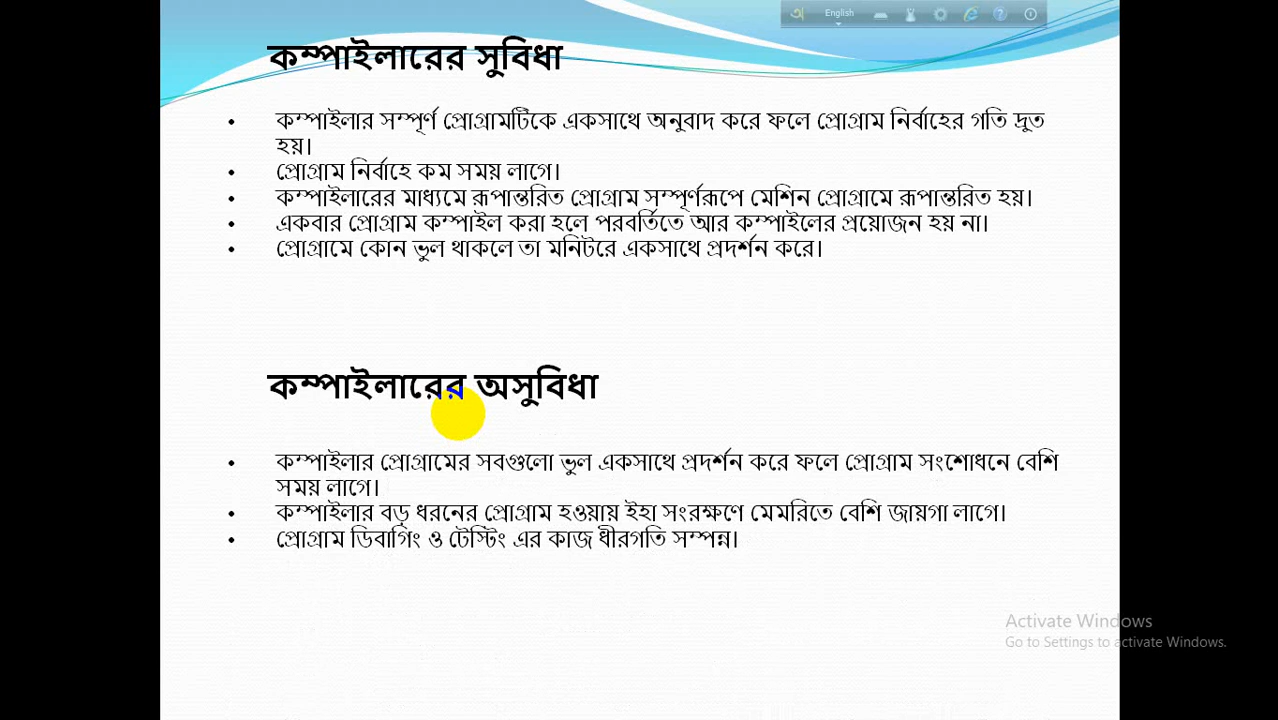 English
কম্পাইলারের সুবিধা
• কম্পাইলার সম্পূর্ণ প্রোগ্রামটিকে একসাথে অনুবাদ করে ফলে প্রোগ্রাম নির্বাহের গতি দ্রুত
হয়।
• প্রোগ্রাম নির্বাহে কম সময় লাগে।
• কম্পাইলারের মাধ্যমে রূপান্তরিত প্রোগ্রাম সম্পূর্ণরূপে মেশিন প্রোগ্রামে রূপান্তরিত হয়।
• একবার প্রোগ্রাম কম্পাইল করা হলে পরবর্তিতে আর কম্পাইলের প্রয়োজন হয় না।
• প্রোগ্রামে কোন ভুল থাকলে তা মনিটরে একসাথে প্রদর্শন করে।
কম্পাইলারের অসুবিধা
• কম্পাইলার প্রোগ্রামের সবগুলো ভুল একসাথে প্রদর্শন করে ফলে প্রোগ্রাম সংশোধনে বেশি
সময় লাগে।
• কম্পাইলার বড় ধরনের প্রোগ্রাম হওয়ায় ইহা সংরক্ষণে মেমরিতে বেশি জায়গা লাগে।
• প্রোগ্রাম ডিবাগিং ও টেস্টিং এর কাজ ধীরগতি সম্পন্ন।
Activate Windows
Go to Settings to activate Windows.